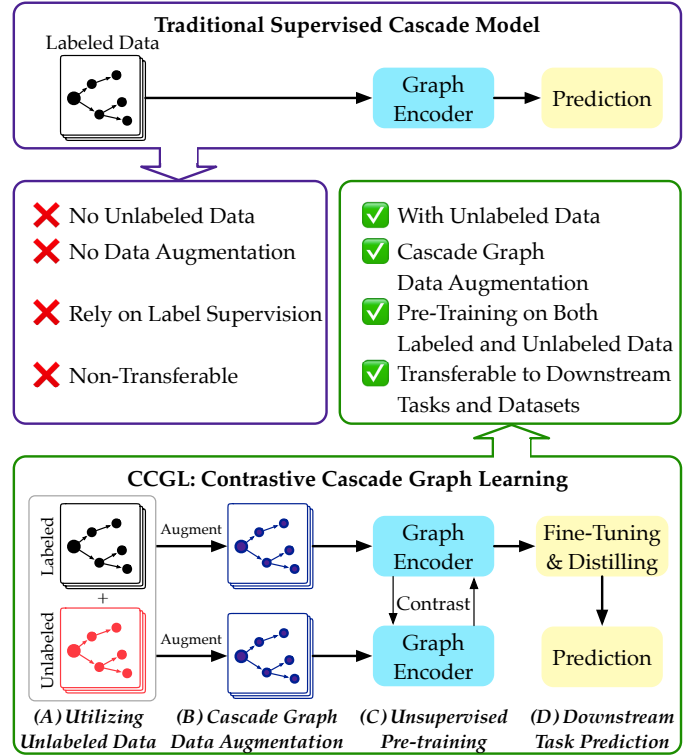 Traditional Supervised Cascade Model
Labeled Data
Graph
Encoder
Prediction
❌ No Unlabeled Data
❌ No Data Augmentation
❌ Rely on Label Supervision
❌ Non-Transferable
✅ With Unlabeled Data
✅ Cascade Graph
Data Augmentation
✅ Pre-Training on Both
Labeled and Unlabeled Data
✅ Transferable to Downstream
Tasks and Datasets
CCGL: Contrastive Cascade Graph Learning
Labeled
+
Unlabeled
Augment
Augment
Graph
Encoder
Contrast
Graph
Encoder
Fine-Tuning
& Distilling
Prediction
(A) Utilizing
Unlabeled Data
(B) Cascade Graph
Data Augmentation
(C) Unsupervised
Pre-training
(D) Downstream
Task Prediction